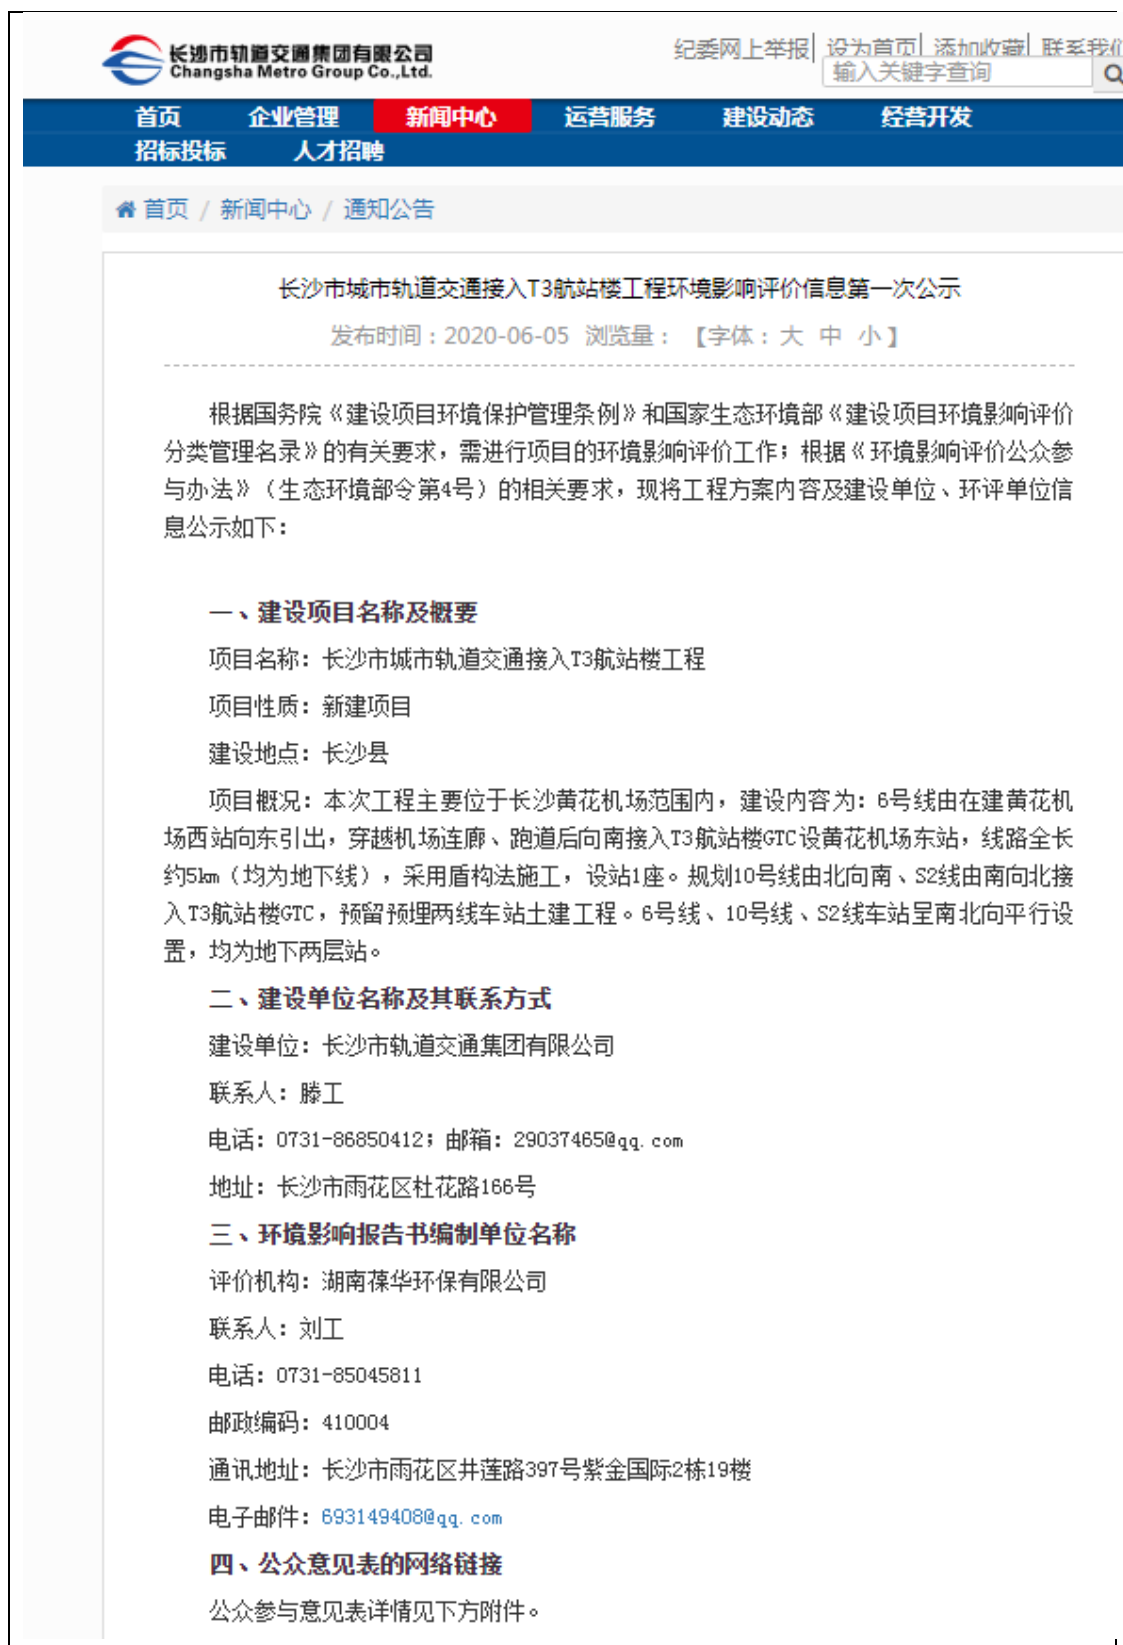 长沙市轨道交通集团有限公司
Changsha Metro Group Co.,Ltd.
纪委网上举报| 设为首页| 添加收藏| 联系我们
输入关键字查询
首页 企业管理 新闻中心 运营服务 建设动态 经营开发
招标投标 人才招聘
首页 / 新闻中心 / 通知公告
长沙市城市轨道交通接入T3航站楼工程环境影响评价信息第一次公示
发布时间：2020-06-05 浏览量： 【字体：大 中 小】
根据国务院《建设项目环境保护管理条例》和国家生态环境部《建设项目环境影响评价
分类管理名录》的有关要求，需进行项目的环境影响评价工作；根据《环境影响评价公众参
与办法》（生态环境部令第4号）的相关要求，现将工程方案内容及建设单位、环评单位信
息公示如下：
一、建设项目名称及概要
项目名称：长沙市城市轨道交通接入T3航站楼工程
项目性质：新建项目
建设地点：长沙县
项目概况：本次工程主要位于长沙黄花机场范围内，建设内容为：6号线由在建黄花机
场西站向东引出，穿越机场连廊、跑道后向南接入T3航站楼GTC设黄花机场东站，线路全长
约5km（均为地下线），采用盾构法施工，设站1座。规划10号线由北向南、S2线由南向北接
入T3航站楼GTC，预留预埋两线车站土建工程。6号线、10号线、S2线车站呈南北向平行设
置，均为地下两层站。
二、建设单位名称及其联系方式
建设单位：长沙市轨道交通集团有限公司
联系人：滕工
电话：0731-86850412；邮箱：29037465@qq.com
地址：长沙市雨花区杜花路166号
三、环境影响报告书编制单位名称
评价机构：湖南葆华环保有限公司
联系人：刘工
电话：0731-85045811
邮政编码：410004
通讯地址：长沙市雨花区井莲路397号紫金国际2栋19楼
电子邮件：693149408@qq.com
四、公众意见表的网络链接
公众参与意见表详情见下方附件。